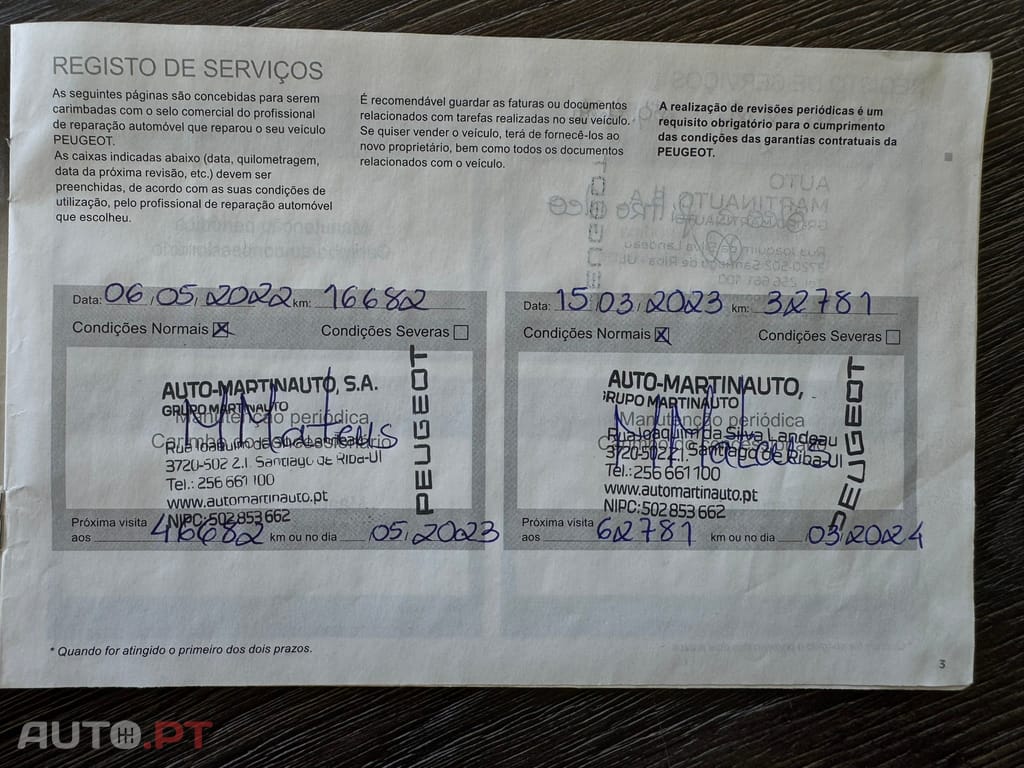 REGISTO DE SERVIÇOS
As seguintes páginas são concebidas para serem
carimbadas com o selo comercial do profissional
de reparação automóvel que reparou o seu veículo
PEUGEOT.
As caixas indicadas abaixo (data, quilometragem,
data da próxima revisão, etc.) devem ser
preenchidas, de acordo com as suas condições de
utilização, pelo profissional de reparação automóvel
que escolheu.
É recomendável guardar as faturas ou documentos
relacionados com tarefas realizadas no seu veículo.
Se quiser vender o veículo, terá de fornecê-los ao
novo proprietário, bem como todos os documentos
relacionados com o veículo.
A realização de revisões periódicas é um
requisito obrigatório para o cumprimento
das condições das garantias contratuais da
PEUGEOT.
Data: 06/05/2022 km: 16682
Condições Normais Condições Severas
AUTO-MARTINAUTO, S.A.
GRUPO MARTINAUTO
Manutenção periódica
3720-502 Z.I. Santiago de Riba-Ul
Tel.: 256 661 100
www.automartinauto.pt
NIPC: 502 853 662
PEUGEOT
Próxima visita
aos 46682 km ou no dia 05/2023
Data: 15/03/2023 km: 32781
Condições Normais Condições Severas
AUTO-MARTINAUTO,
GRUPO MARTINAUTO
Manutenção periódica
Rua Joaquim da Silva Landeau
3720-502 Z.I. Santiago de Riba-Ul
Tel.: 256 661 100
www.automartinauto.pt
NIPC: 502 853 662
PEUGEOT
Próxima visita
aos 62781 km ou no dia 03/2024
* Quando for atingido o primeiro dos dois prazos.
3
AUTO.PT